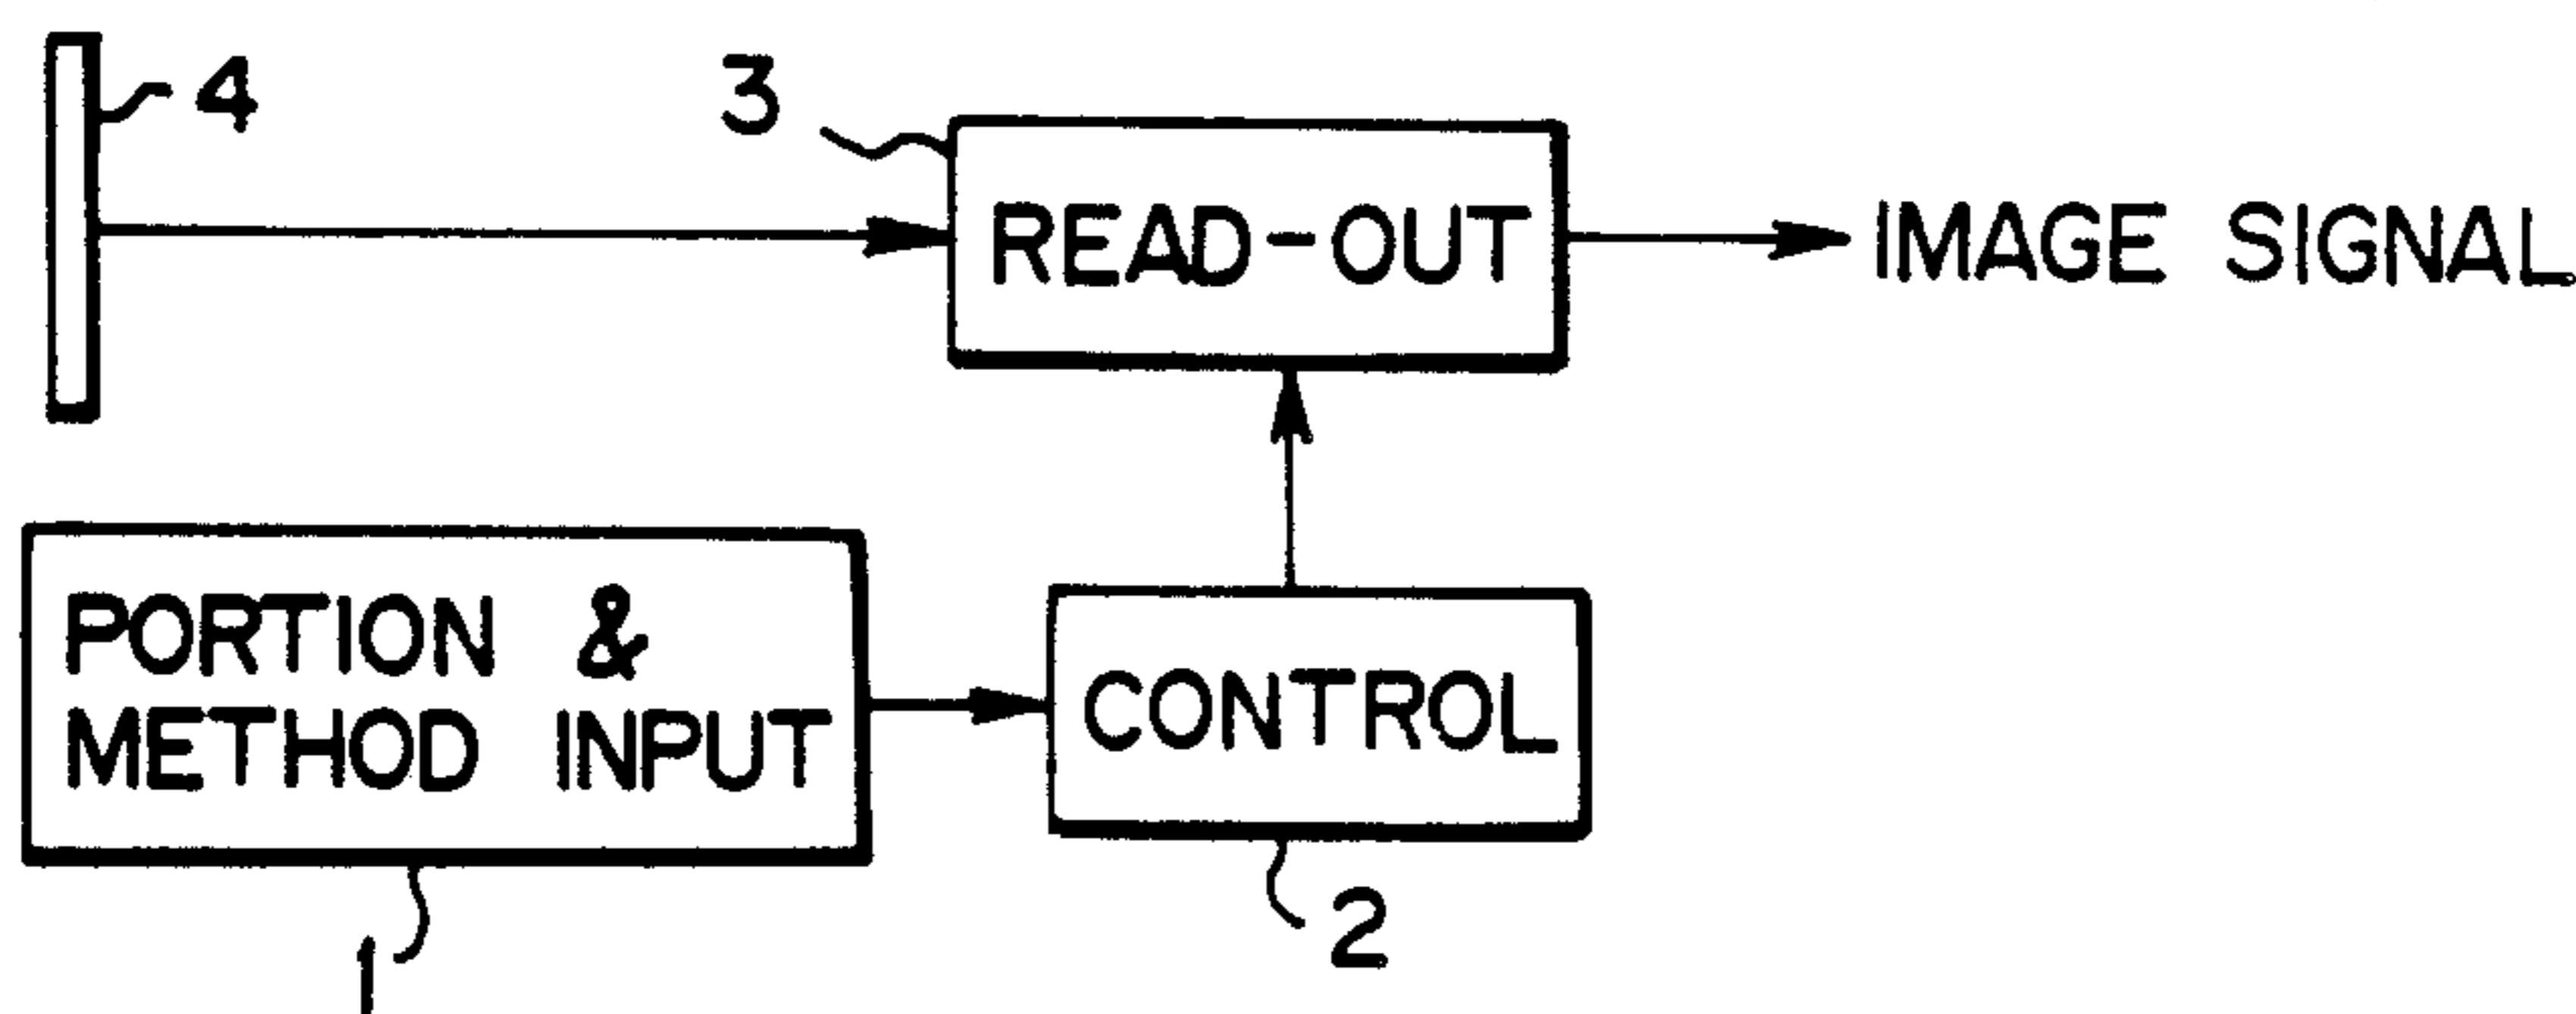 4
3
READ-OUT
IMAGE SIGNAL
PORTION &
METHOD INPUT
CONTROL
2
1